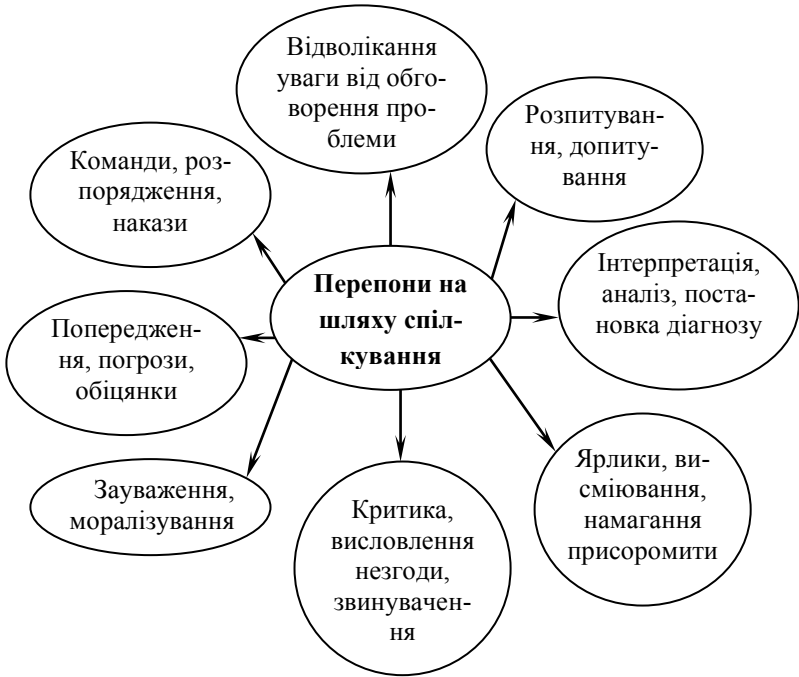 Відволікання
уваги від обго-
ворення про-
блеми
Розпитуван-
ня, допиту-
вання
Команди, роз-
порядження,
накази
Інтерпретація,
аналіз, поста-
новка діагнозу
Перепони на
шляху спіл-
кування
Попереджен-
ня, погрози,
обіцянки
Ярлики, ви-
сміювання,
намагання
присоромити
Зауваження,
моралізування
Критика,
висловлення
незгоди,
звинувачен-
ня